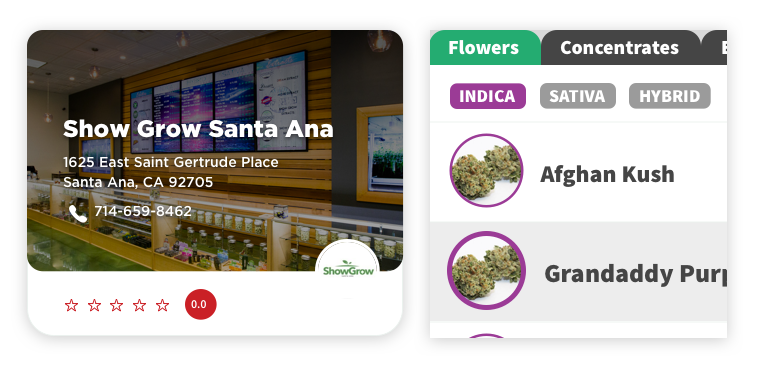 Show Grow Santa Ana
1625 East Saint Gertrude Place
Santa Ana, CA 92705
714-659-8462
ShowGrow
0.0
Flowers
Concentrates
INDICA
SATIVA
HYBRID
Afghan Kush
Grandaddy